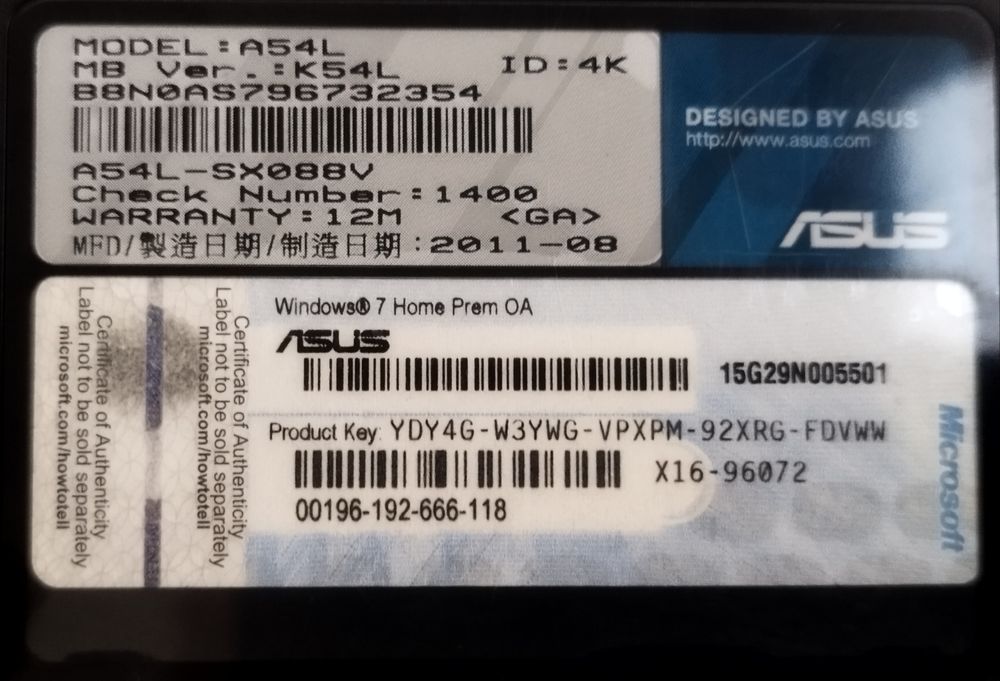 MODEL:A54L
MB Ver.:K54L ID:4K
B8N0AS796732354
A54L-SX088V
Check Number:1400
WARRANTY:12M <GA>
MFD/製造日期/制造日期:2011-08
DESIGNED BY ASUS
http://www.asus.com
ASUS
Certificate of Authenticity
Label not to be sold separately
microsoft.com/howtotell
Certificate of Authenticity
Label not to be sold separately
microsoft.com/howtotell
Windows® 7 Home Prem OA
ASUS
15G29N005501
Product Key: YDY4G-W3YWG-VPXPM-92XRG-FDVWW
X16-96072
00196-192-666-118
Microsoft